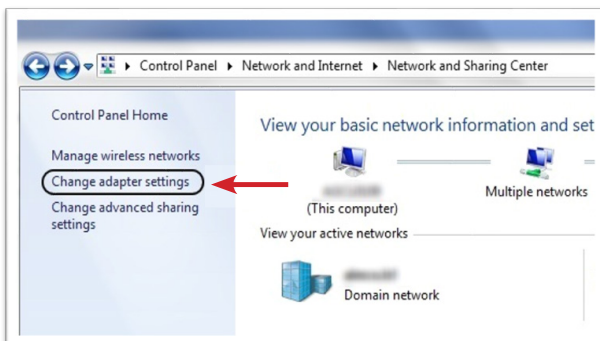 Control Panel ▸ Network and Internet ▸ Network and Sharing Center
Control Panel Home
Manage wireless networks
Change adapter settings
Change advanced sharing
settings
View your basic network information and set
(This computer)
Multiple networks
View your active networks
Domain network